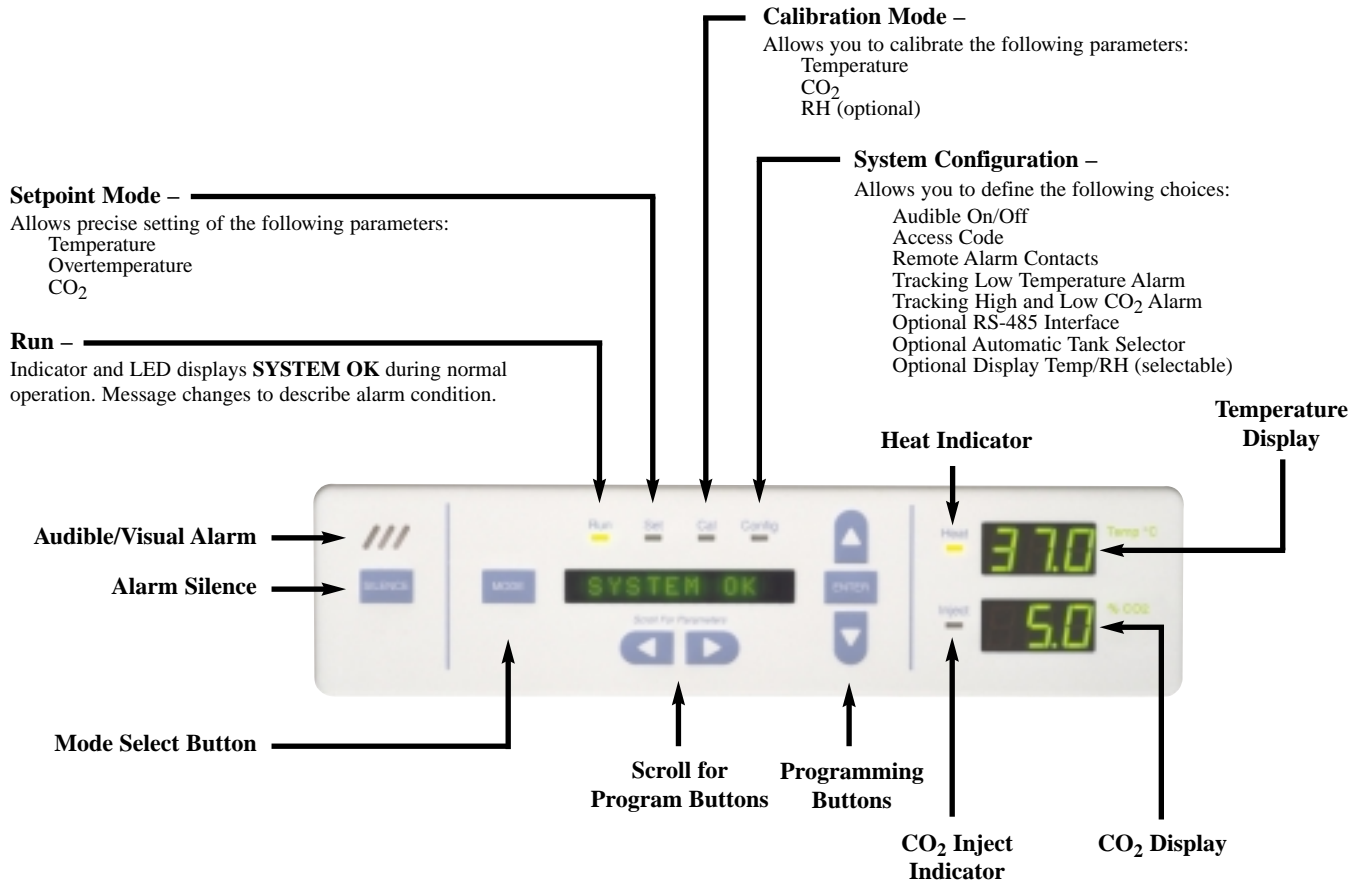 Calibration Mode –
Allows you to calibrate the following parameters:
Temperature
CO2
RH (optional)
System Configuration –
Allows you to define the following choices:
Audible On/Off
Access Code
Remote Alarm Contacts
Tracking Low Temperature Alarm
Tracking High and Low CO2 Alarm
Optional RS-485 Interface
Optional Automatic Tank Selector
Optional Display Temp/RH (selectable)
Setpoint Mode –
Allows precise setting of the following parameters:
Temperature
Overtemperature
CO2
Run –
Indicator and LED displays SYSTEM OK during normal
operation. Message changes to describe alarm condition.
Temperature
Display
Heat Indicator
Audible/Visual Alarm
Alarm Silence
Run Set Cal Config
SILENCE
MODE
SYSTEM OK
Scroll For Parameters
ENTER
Heat
37.0
Temp °C
Inject
5.0
% CO2
Mode Select Button
Scroll for
Program Buttons
Programming
Buttons
CO2 Inject
Indicator
CO2 Display